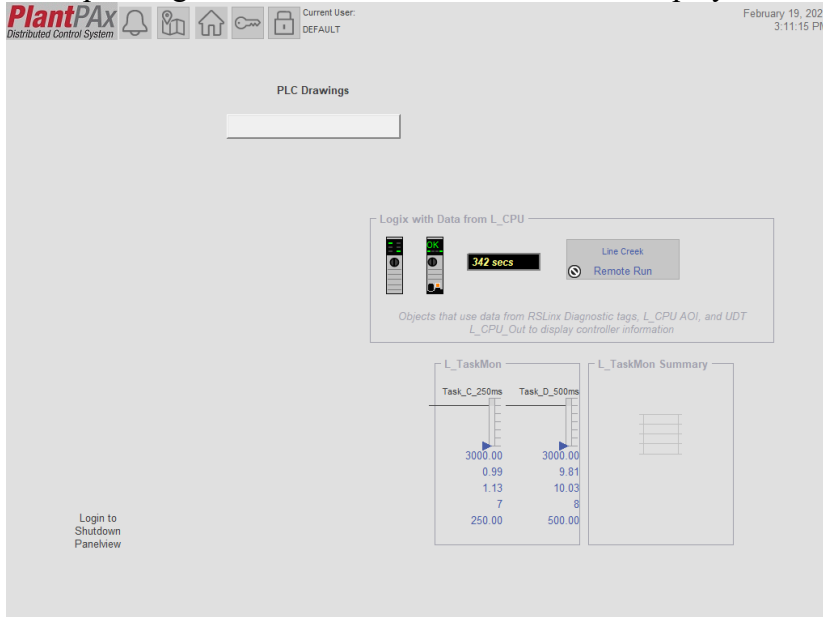 PlantPAx
Distributed Control System
Current User:
DEFAULT
February 19, 202
3:11:15 PM
PLC Drawings
Logix with Data from L_CPU
OK
342 secs
Line Creek
Remote Run
Objects that use data from RSLinx Diagnostic tags, L_CPU AOI, and UDT
L_CPU_Out to display controller information
L_TaskMon
L_TaskMon Summary
Task_C_250ms Task_D_500ms
3000.00 3000.00
0.99 9.81
1.13 10.03
7 8
250.00 500.00
Login to
Shutdown
Panelview